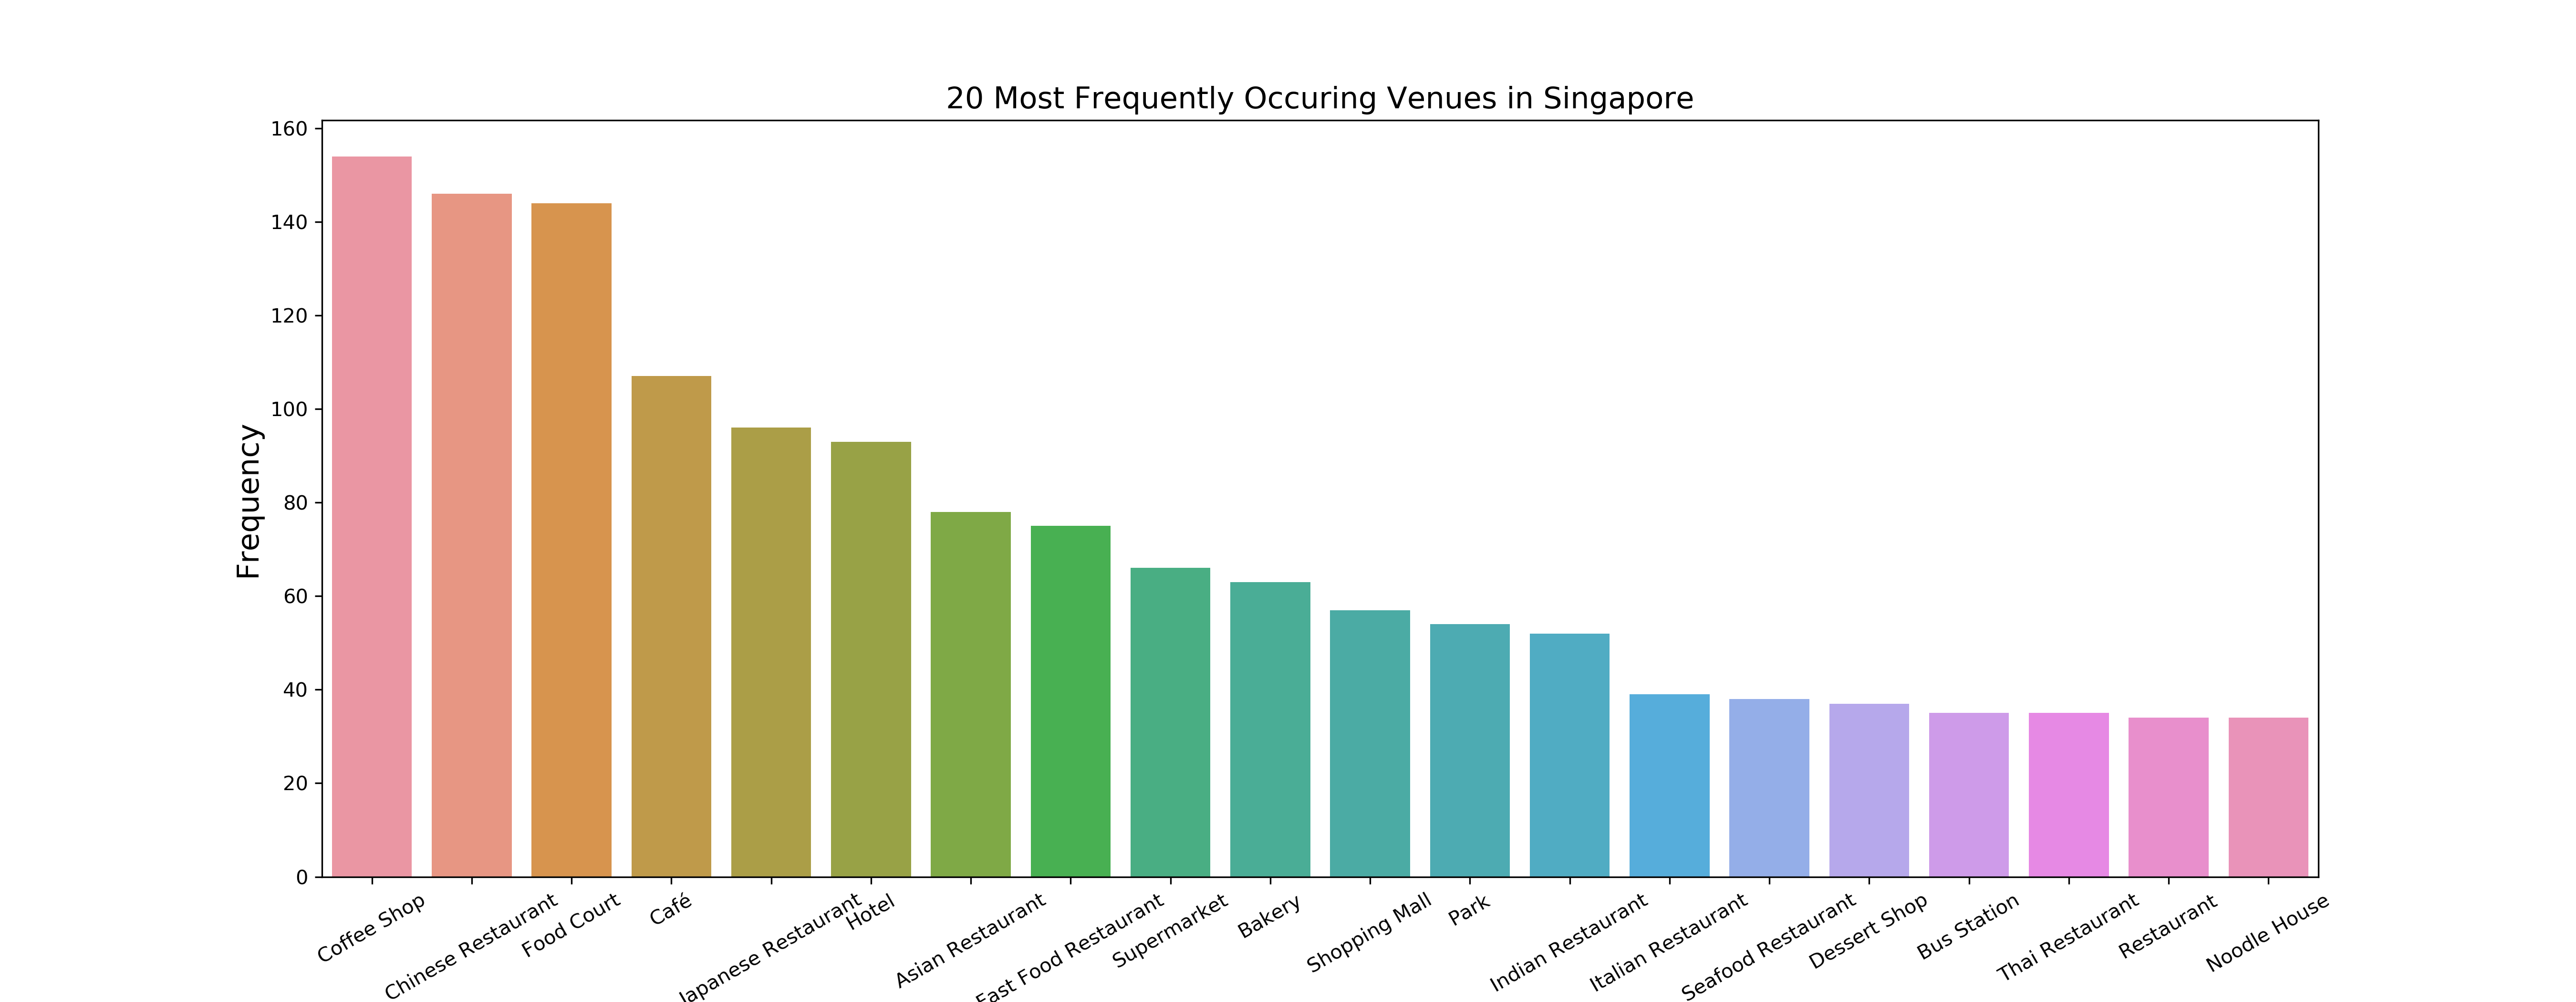 20 Most Frequently Occuring Venues in Singapore
Frequency
160
140
120
100
80
60
40
20
0
Coffee Shop
Chinese Restaurant
Food Court
Café
Japanese Restaurant
Hotel
Asian Restaurant
Fast Food Restaurant
Supermarket
Bakery
Shopping Mall
Park
Indian Restaurant
Italian Restaurant
Seafood Restaurant
Dessert Shop
Bus Station
Thai Restaurant
Restaurant
Noodle House